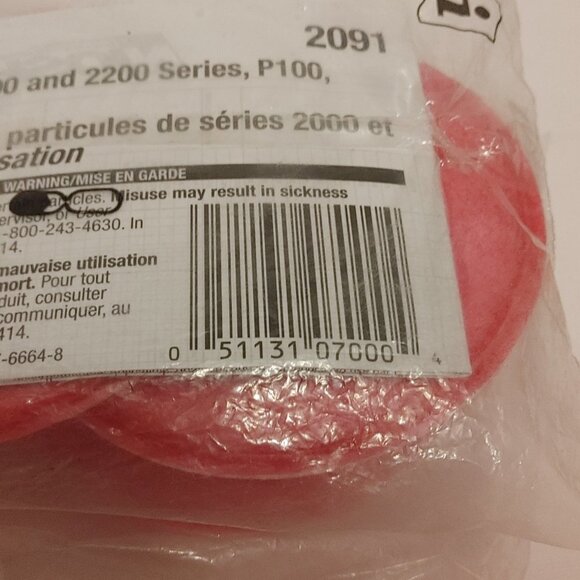 2091
00 and 2200 Series, P100,
particules de séries 2000 et
sation
WARNING/MISE EN GARDE
cles. Misuse may result in sickness
ervisor, or User
-800-243-4630. In
14.
mauvaise utilisation
mort. Pour tout
duit, consulter
communiquer, au
414.
-6664-8
0 51131 07000 4